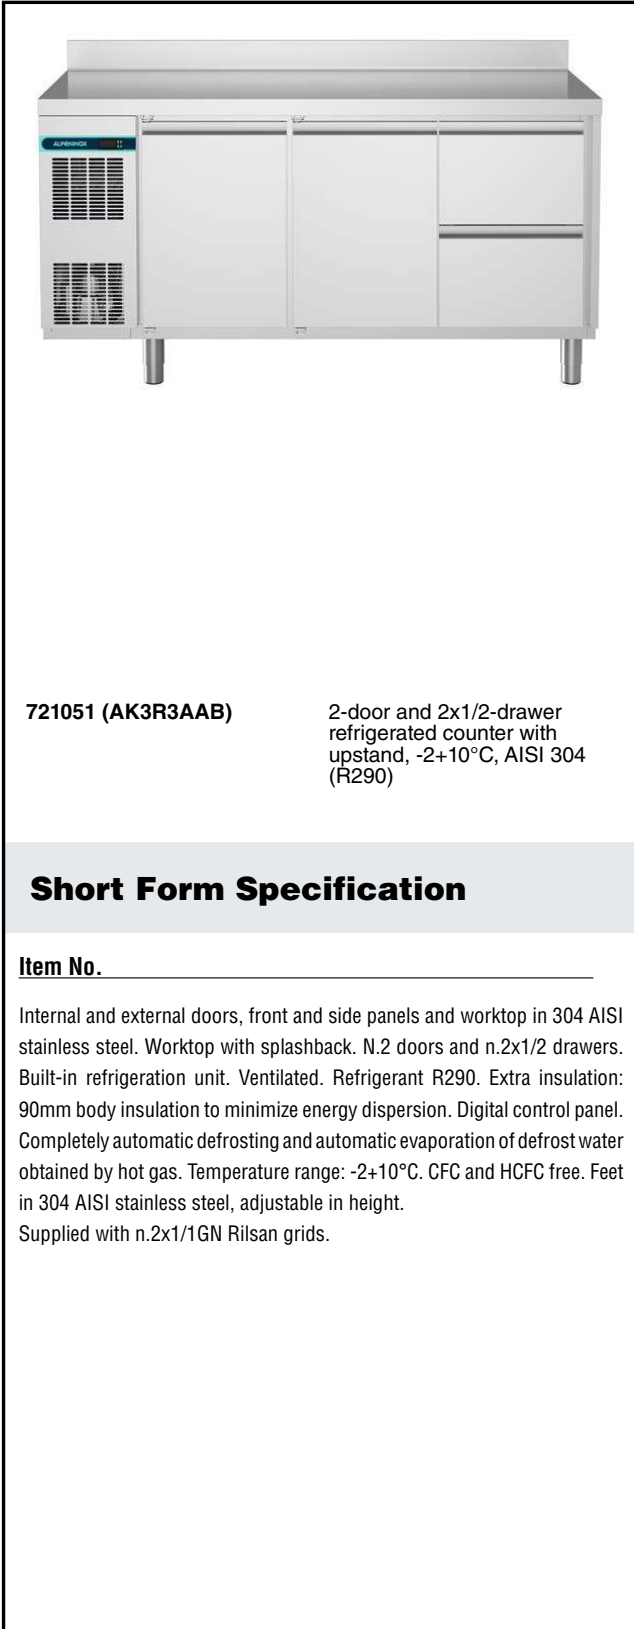 ALPENINOX
721051 (AK3R3AAB)
2-door and 2x1/2-drawer
refrigerated counter with
upstand, -2+10°C, AISI 304
(R290)
Short Form Specification
Item No.
Internal and external doors, front and side panels and worktop in 304 AISI
stainless steel. Worktop with splashback. N.2 doors and n.2x1/2 drawers.
Built-in refrigeration unit. Ventilated. Refrigerant R290. Extra insulation:
90mm body insulation to minimize energy dispersion. Digital control panel.
Completely automatic defrosting and automatic evaporation of defrost water
obtained by hot gas. Temperature range: -2+10°C. CFC and HCFC free. Feet
in 304 AISI stainless steel, adjustable in height.
Supplied with n.2x1/1GN Rilsan grids.